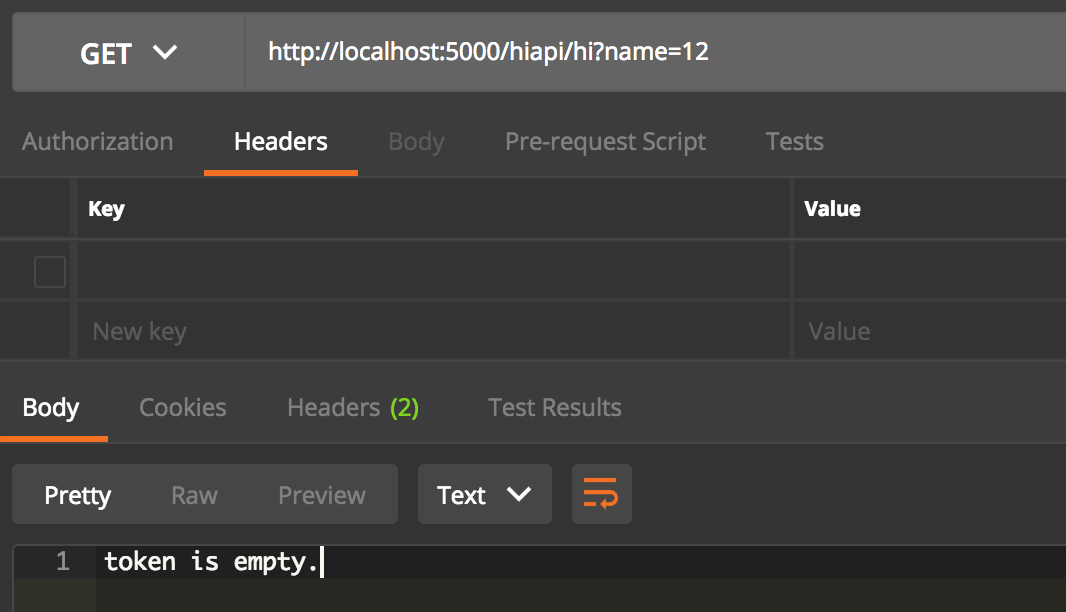 GET http://localhost:5000/hiapi/hi?name=12
Authorization Headers Body Pre-request Script Tests
Key Value
New key Value
Body Cookies Headers (2) Test Results
Pretty Raw Preview Text
1 token is empty.